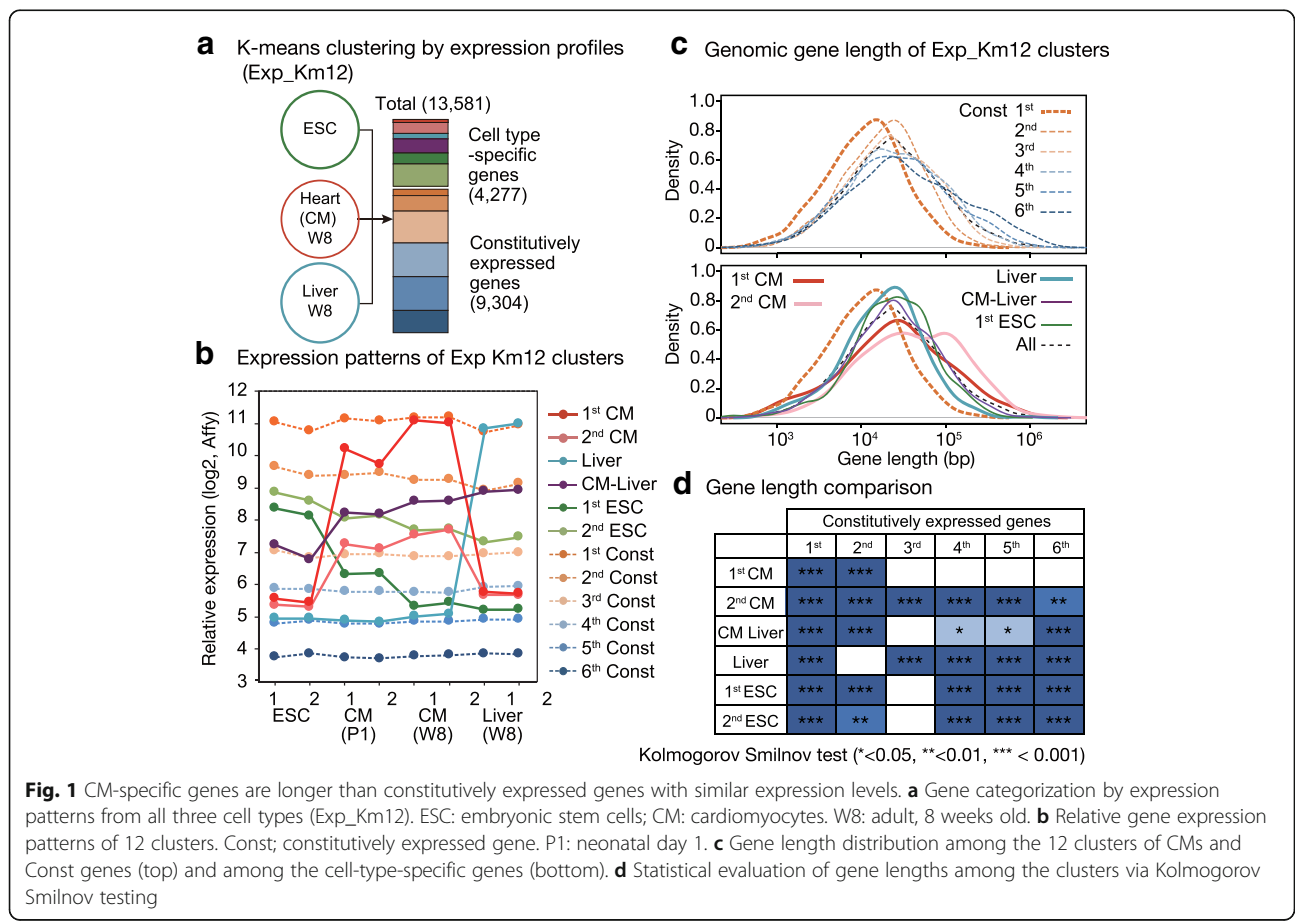 a K-means clustering by expression profiles
(Exp_Km12)
ESC
Heart
(CM)
W8
Liver
W8
Total (13,581)
Cell type
-specific
genes
(4,277)
Constitutively
expressed
genes
(9,304)
b Expression patterns of Exp Km12 clusters
Relative expression (log2, Affy)
12
11
10
9
8
7
6
5
4
3
1 2 1 2 1 2 1 2
ESC CM CM Liver
(P1) (W8) (W8)
1st CM
2nd CM
Liver
CM-Liver
1st ESC
2nd ESC
1st Const
2nd Const
3rd Const
4th Const
5th Const
6th Const
c Genomic gene length of Exp_Km12 clusters
Density
1.0
0.8
0.6
0.4
0.2
0
Const 1st
2nd
3rd
4th
5th
6th
Density
1.0
0.8
0.6
0.4
0.2
0
1st CM
2nd CM
Liver
CM-Liver
1st ESC
All
103 104 105 106
Gene length (bp)
d Gene length comparison
Constitutively expressed genes
1st 2nd 3rd 4th 5th 6th
1st CM *** ***
2nd CM *** *** *** *** *** **
CM Liver *** *** * * ***
Liver *** *** *** *** ***
1st ESC *** *** *** *** ***
2nd ESC *** ** *** *** ***
Kolmogorov Smilnov test (*<0.05, **<0.01, *** < 0.001)
Fig. 1 CM-specific genes are longer than constitutively expressed genes with similar expression levels. a Gene categorization by expression
patterns from all three cell types (Exp_Km12). ESC: embryonic stem cells; CM: cardiomyocytes. W8: adult, 8 weeks old. b Relative gene expression
patterns of 12 clusters. Const; constitutively expressed gene. P1: neonatal day 1. c Gene length distribution among the 12 clusters of CMs and
Const genes (top) and among the cell-type-specific genes (bottom). d Statistical evaluation of gene lengths among the clusters via Kolmogorov
Smilnov testing